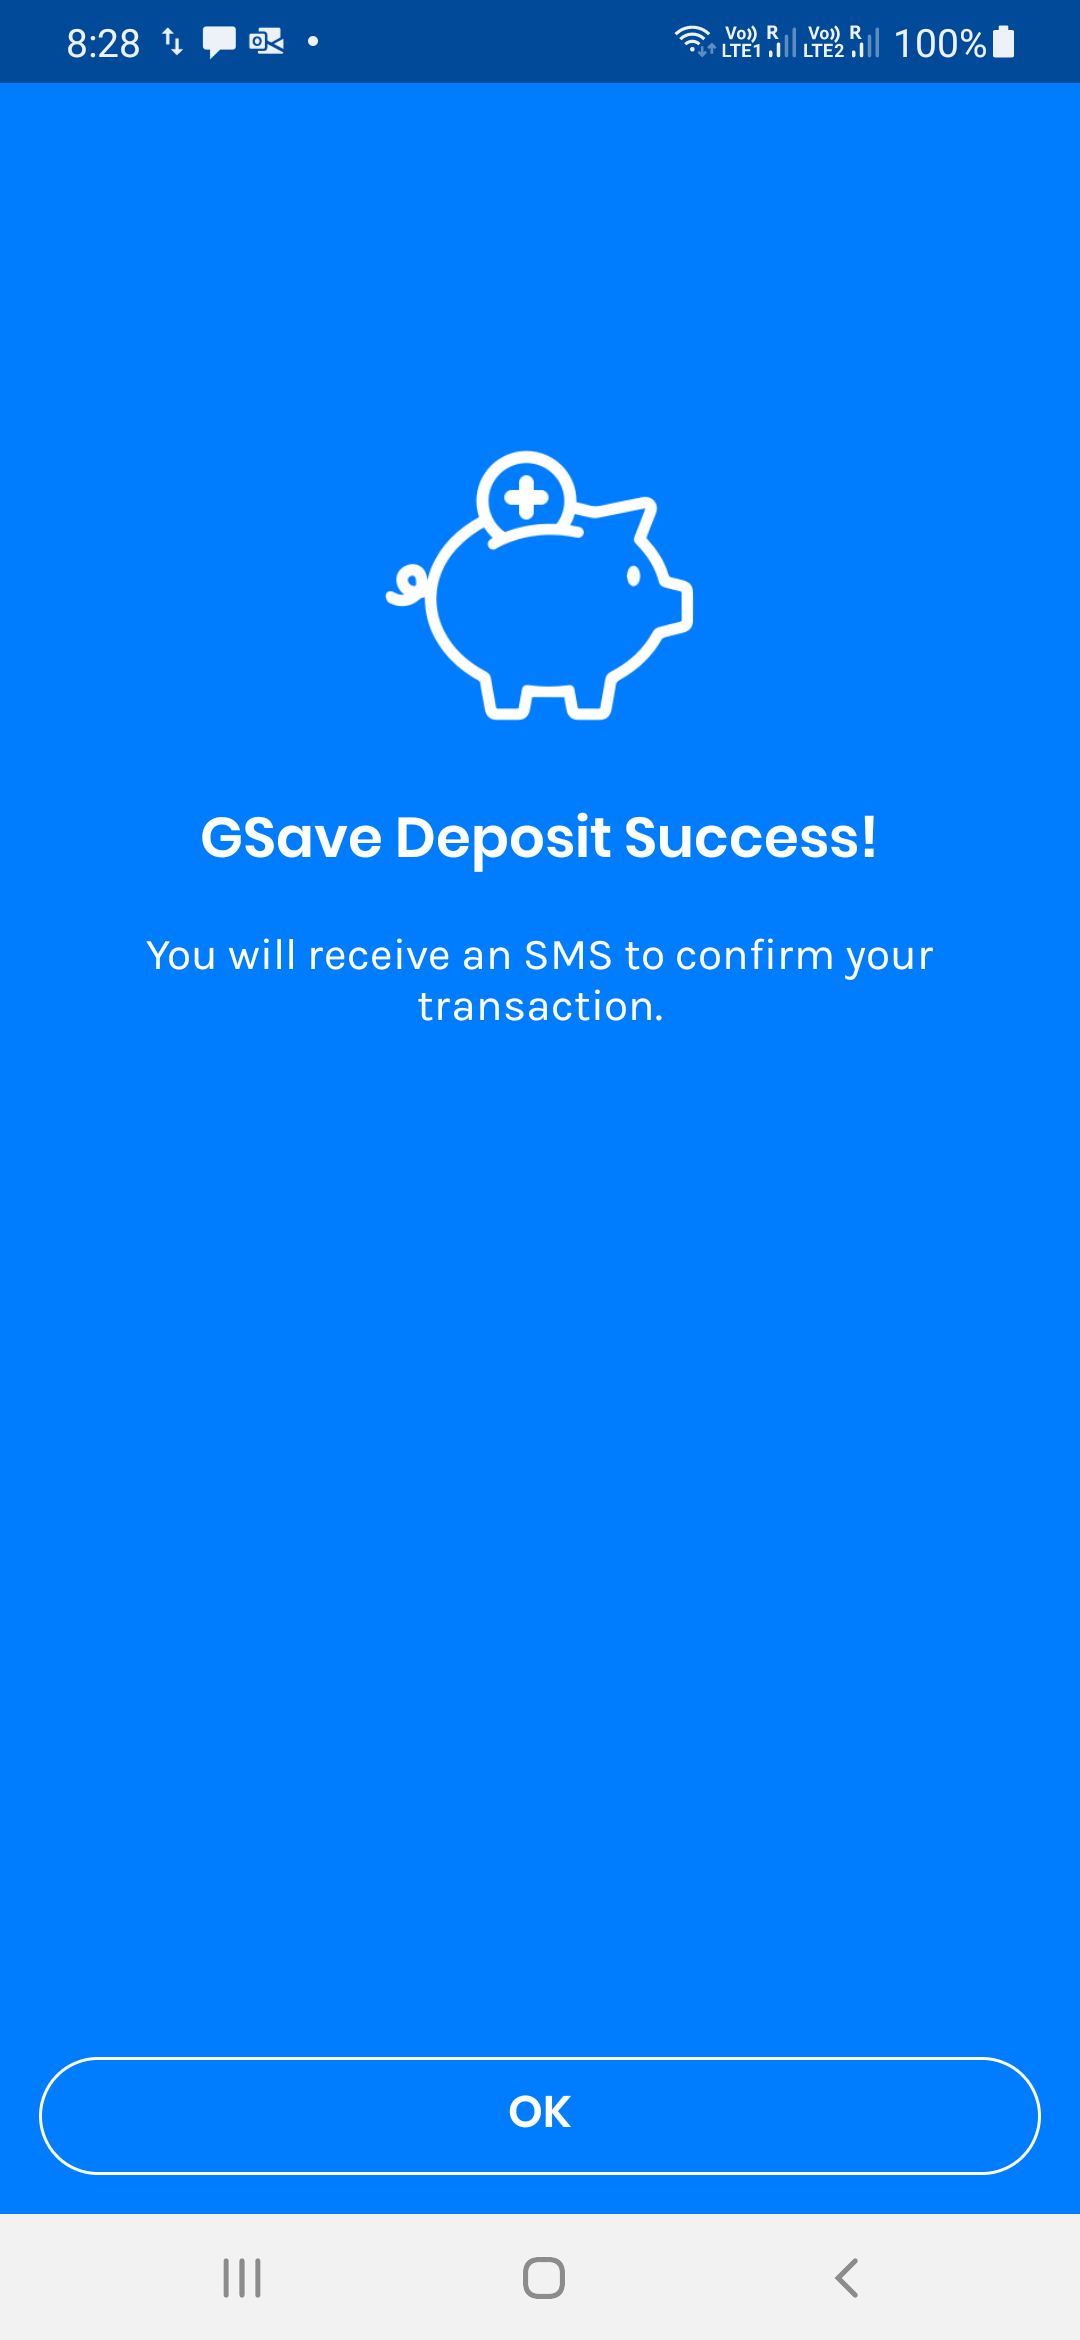 8:28
Vo)) R
LTE1
Vo)) R
LTE2
100%
GSave Deposit Success!
You will receive an SMS to confirm your
transaction.
OK